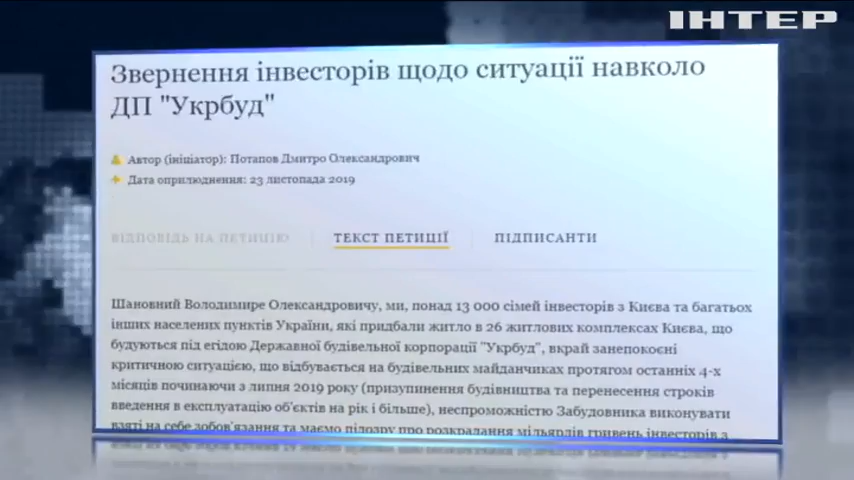 ІНТЕР
Звернення інвесторів щодо ситуації навколо
ДП "Укрбуд"
Автор (ініціатор): Потапов Дмитро Олександрович
Дата оприлюднення: 23 листопада 2019
ВІДПОВІДЬ НА ПЕТИЦІЮ
ТЕКСТ ПЕТИЦІЇ
ПІДПИСАНТИ
Шановний Володимире Олександровичу, ми, понад 13 000 сімей інвесторів з Києва та багатьох
інших населених пунктів України, які придбали житло в 26 житлових комплексах Києва, що
будуються під егідою Державної будівельної корпорації "Укрбуд", вкрай занепокоєні
критичною ситуацією, що відбувається на будівельних майданчиках протягом останніх 4-х
місяців починаючи з липня 2019 року (призупинення будівництва та перенесення строків
введення в експлуатацію об'єктів на рік і більше), неспроможністю Забудовника виконувати
взяті на себе зобов'язання та маємо підозру про розкрадання мільярдів гривень інвесторів з